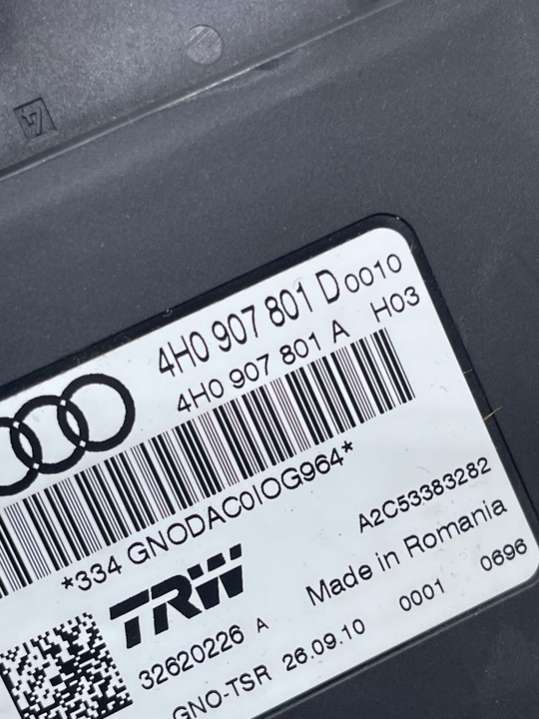 4
4H0 907 801 D 0010
4H0 907 801 A H03
*334 GNODAC0IOG964*
A2C53383282
TRW
Made in Romania
32620226 A
0001 0696
GNO-TSR 26.09.10